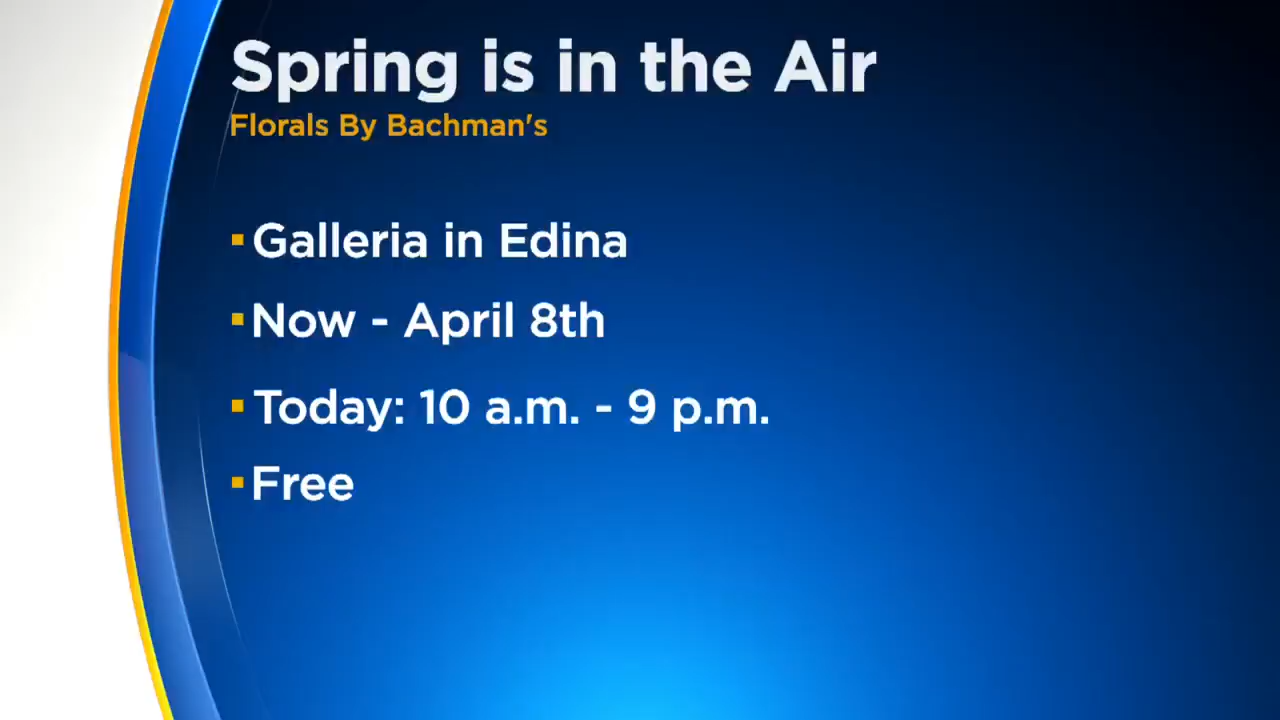 Spring is in the Air
Florals By Bachman's
▪Galleria in Edina
▪Now - April 8th
▪Today: 10 a.m. - 9 p.m.
▪Free